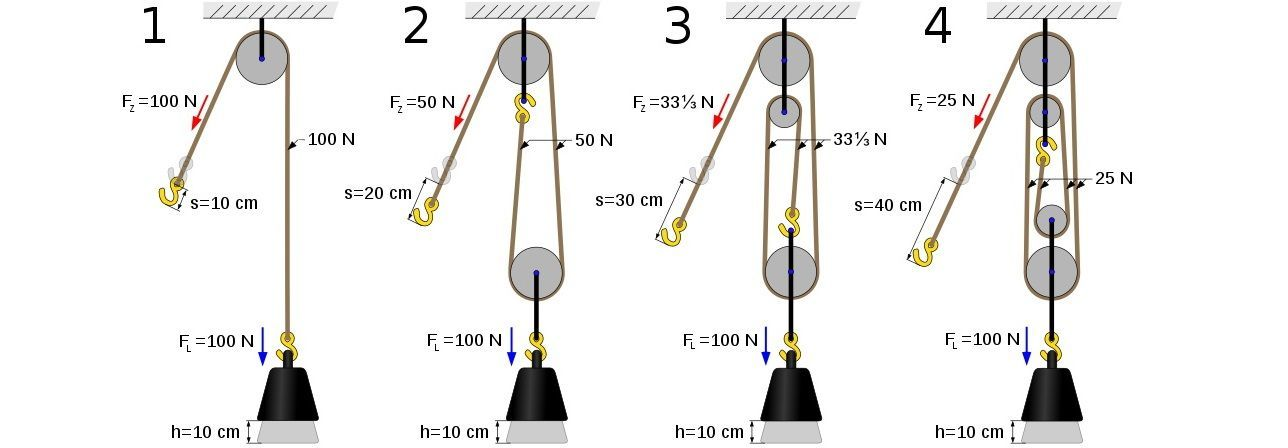 1
F_Z =100 N
100 N
s=10 cm
F_L =100 N
h=10 cm
2
F_Z =50 N
50 N
s=20 cm
F_L =100 N
h=10 cm
3
F_Z =33⅓ N
33⅓ N
s=30 cm
F_L =100 N
h=10 cm
4
F_Z =25 N
25 N
s=40 cm
F_L =100 N
h=10 cm